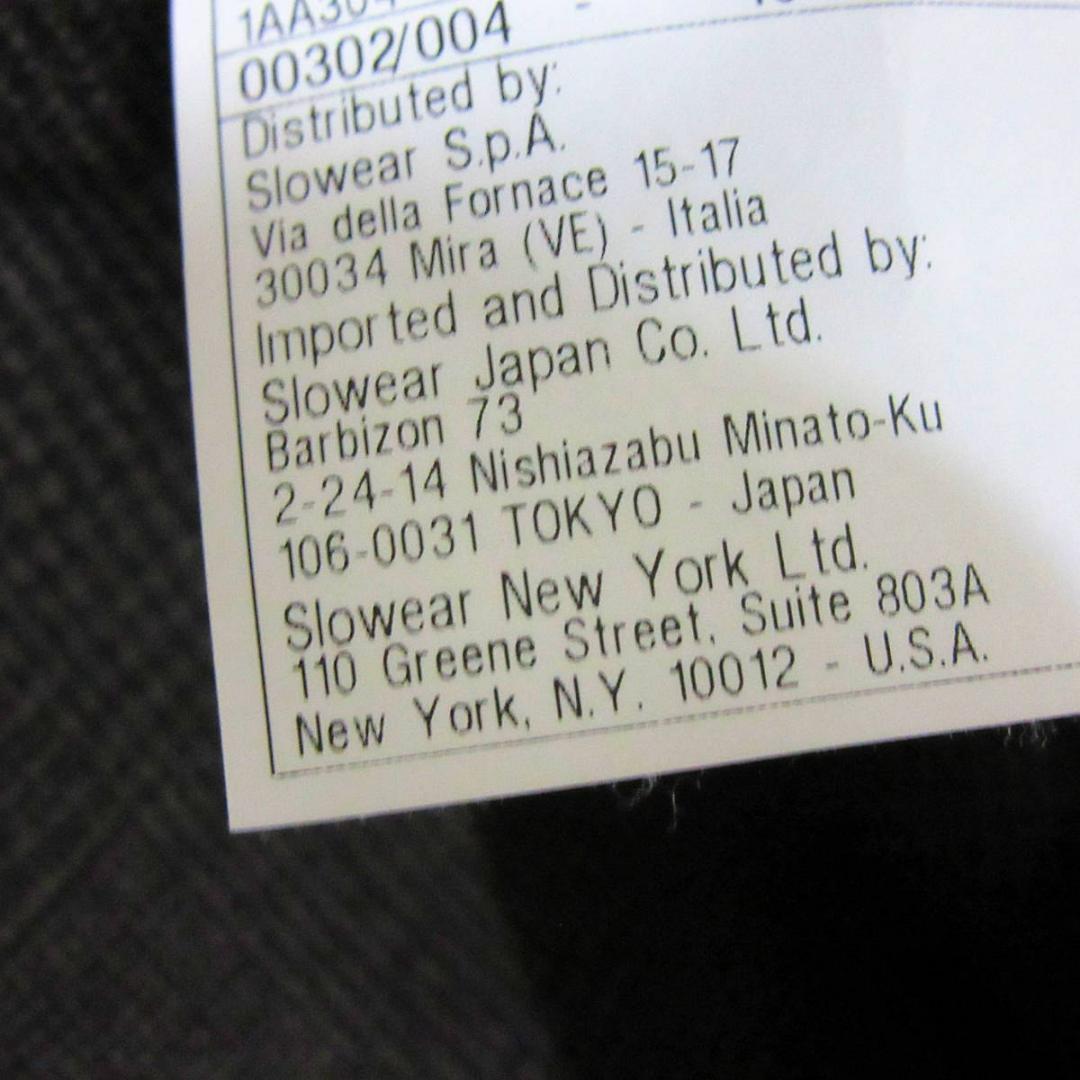 1AA304
00302/004 -
Distributed by:
Slowear S.p.A.
Via della Fornace 15-17
30034 Mira (VE) - Italia
Imported and Distributed by:
Slowear Japan Co. Ltd.
Barbizon 73
2-24-14 Nishiazabu Minato-Ku
106-0031 TOKYO - Japan
Slowear New York Ltd.
110 Greene Street, Suite 803A
New York, N.Y. 10012 - U.S.A.